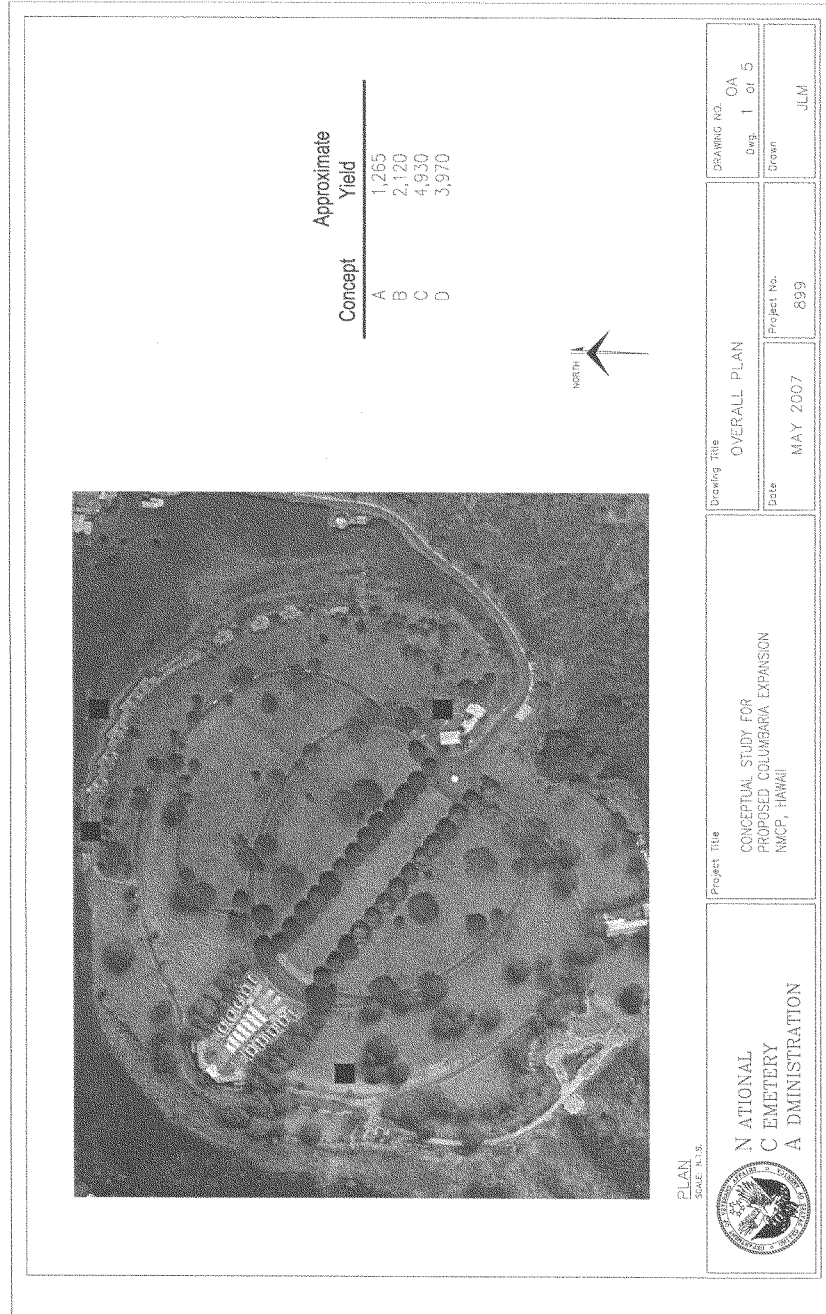 Concept Approximate Yield
A 1,265
B 2,120
C 4,930
D 3,970
NORTH
PLAN
SCALE: N.T.S.
N ATIONAL
C EMETERY
A DMINISTRATION
Project Title
CONCEPTUAL STUDY FOR
PROPOSED COLUMBARIA EXPANSION
NMCP, HAWAII
Drawing Title
OVERALL PLAN
Date
MAY 2007
Project No.
899
DRAWING NO.
OA
Dwg. 1 of 5
Drawn
JLM